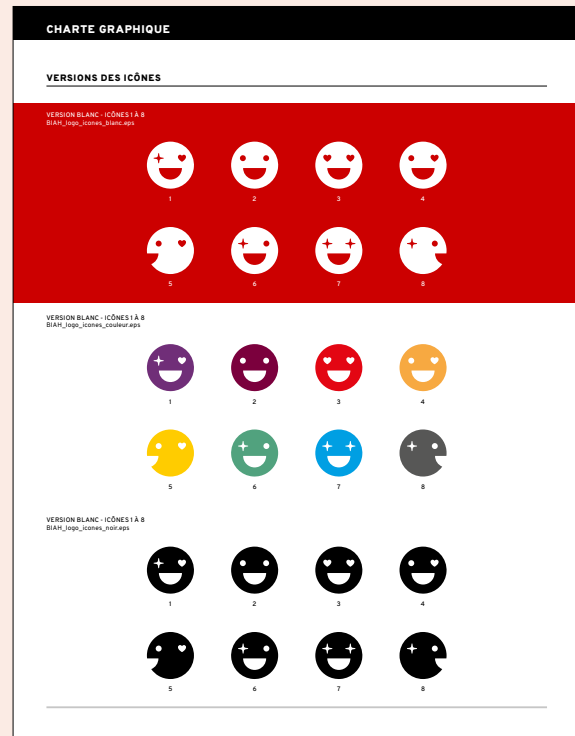 CHARTE GRAPHIQUE
VERSIONS DES ICÔNES
VERSION BLANC - ICÔNES 1 À 8
BIAH_logo_icones_blanc.eps
1 2 3 4
5 6 7 8
VERSION BLANC - ICÔNES 1 À 8
BIAH_logo_icones_couleur.eps
1 2 3 4
5 6 7 8
VERSION BLANC - ICÔNES 1 À 8
BIAH_logo_icones_noir.eps
1 2 3 4
5 6 7 8